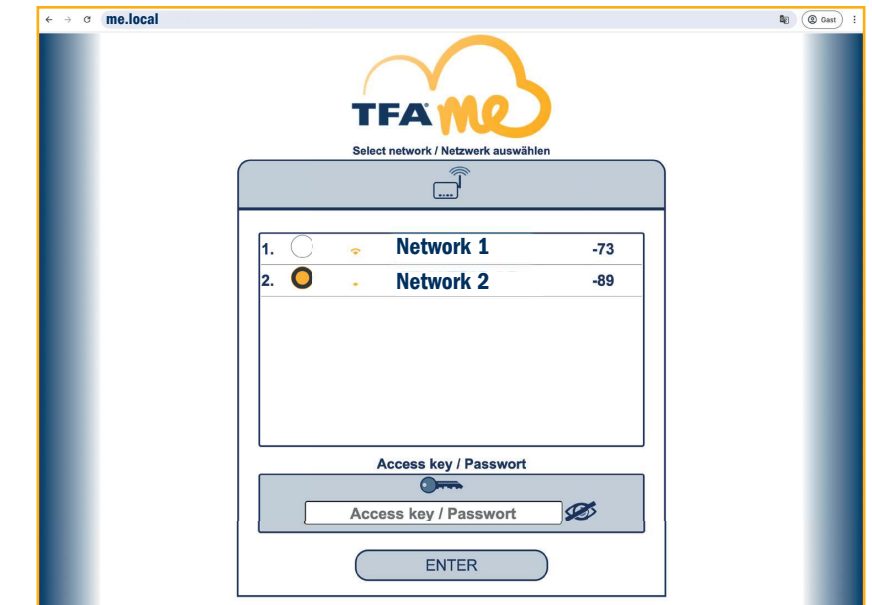 me.local
Gast
TFA me
Select network / Netzwerk auswählen
1. Network 1 -73
2. Network 2 -89
Access key / Passwort
Access key / Passwort
ENTER